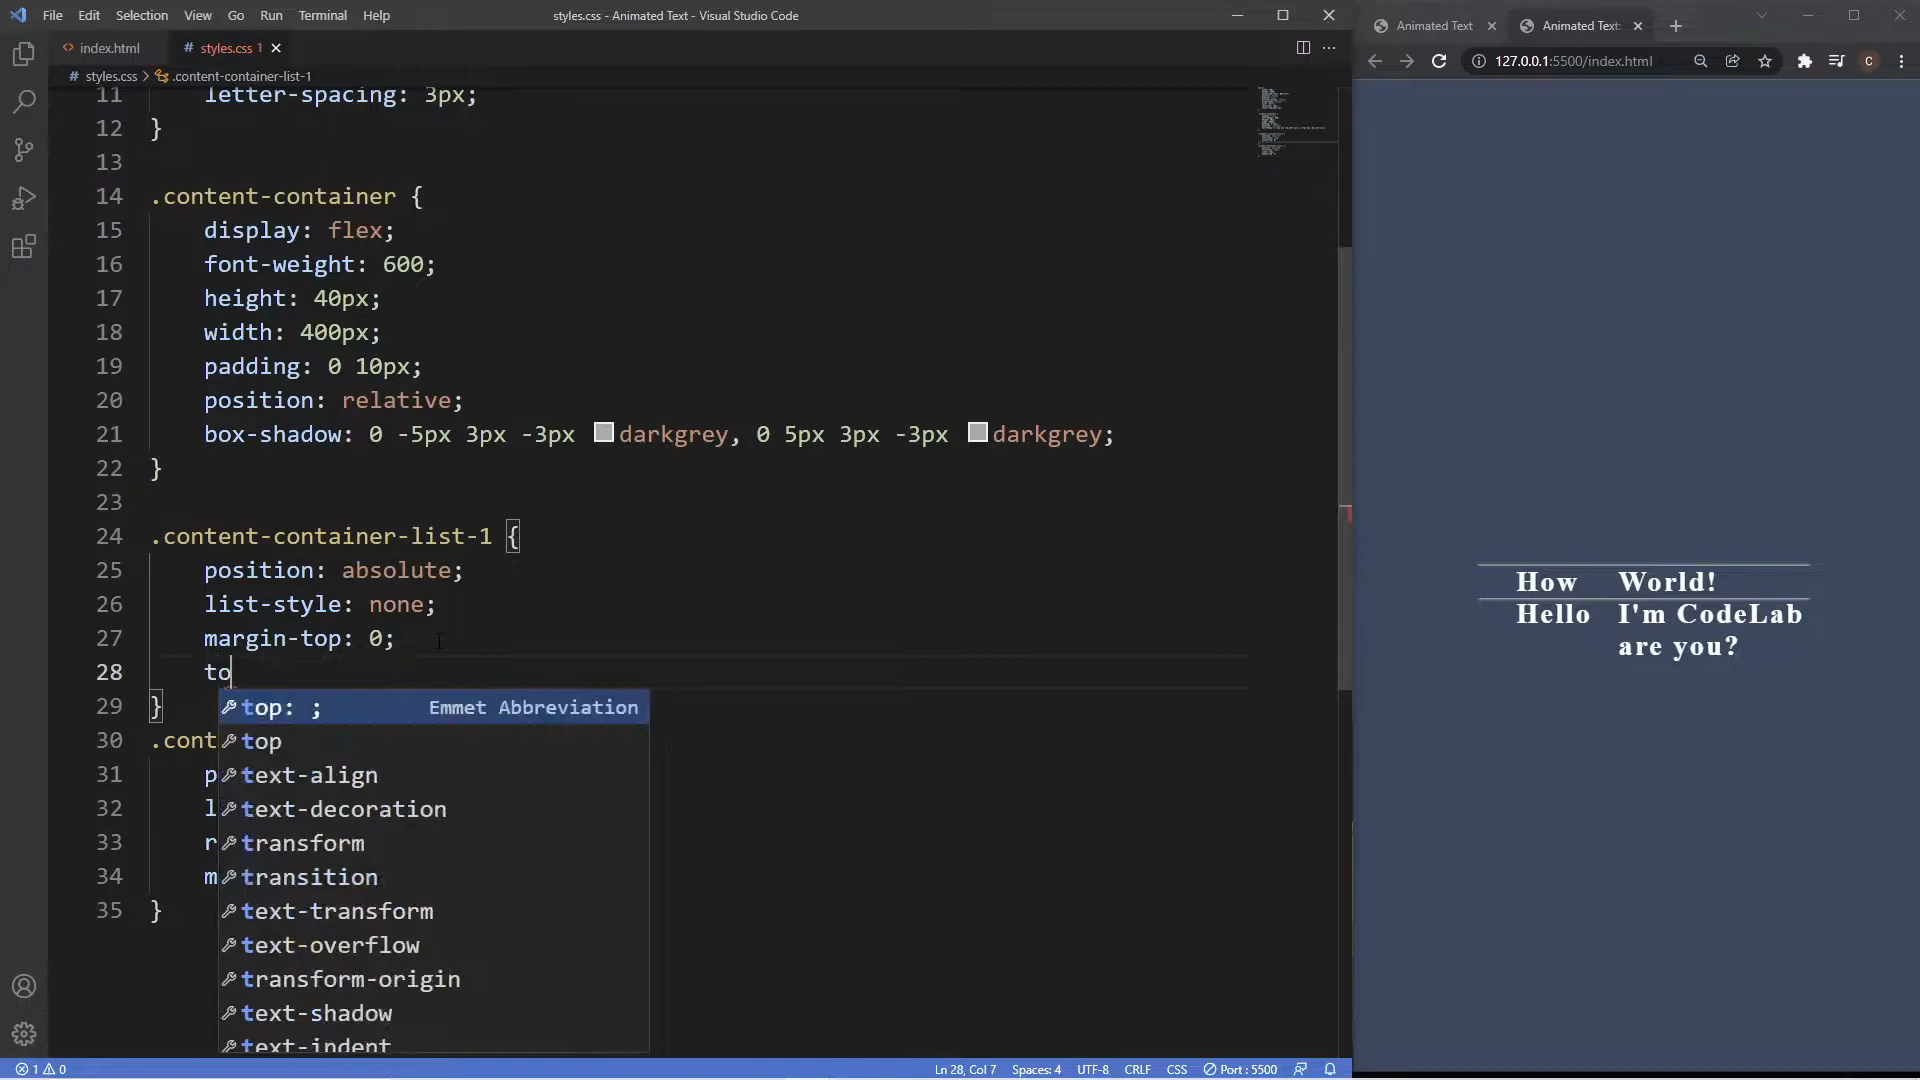 File Edit Selection View Go Run Terminal Help
styles.css - Animated Text - Visual Studio Code
index.html
# styles.css 1
# styles.css > .content-container-list-1
11 letter-spacing: 3px;
12 }
13
14 .content-container {
15 display: flex;
16 font-weight: 600;
17 height: 40px;
18 width: 400px;
19 padding: 0 10px;
20 position: relative;
21 box-shadow: 0 -5px 3px -3px darkgrey, 0 5px 3px -3px darkgrey;
22 }
23
24 .content-container-list-1 {
25 position: absolute;
26 list-style: none;
27 margin-top: 0;
28 to
29 }
30 .cont
31 p
32 l
33 r
34 m
35 }
top: ; Emmet Abbreviation
top
text-align
text-decoration
transform
transition
text-transform
text-overflow
transform-origin
text-shadow
text-indent
1 0
Ln 28, Col 7 Spaces: 4 UTF-8 CRLF CSS Port : 5500
Animated Text
Animated Text:
127.0.0.1:5500/index.html
C
How World!
Hello I'm CodeLab
are you?